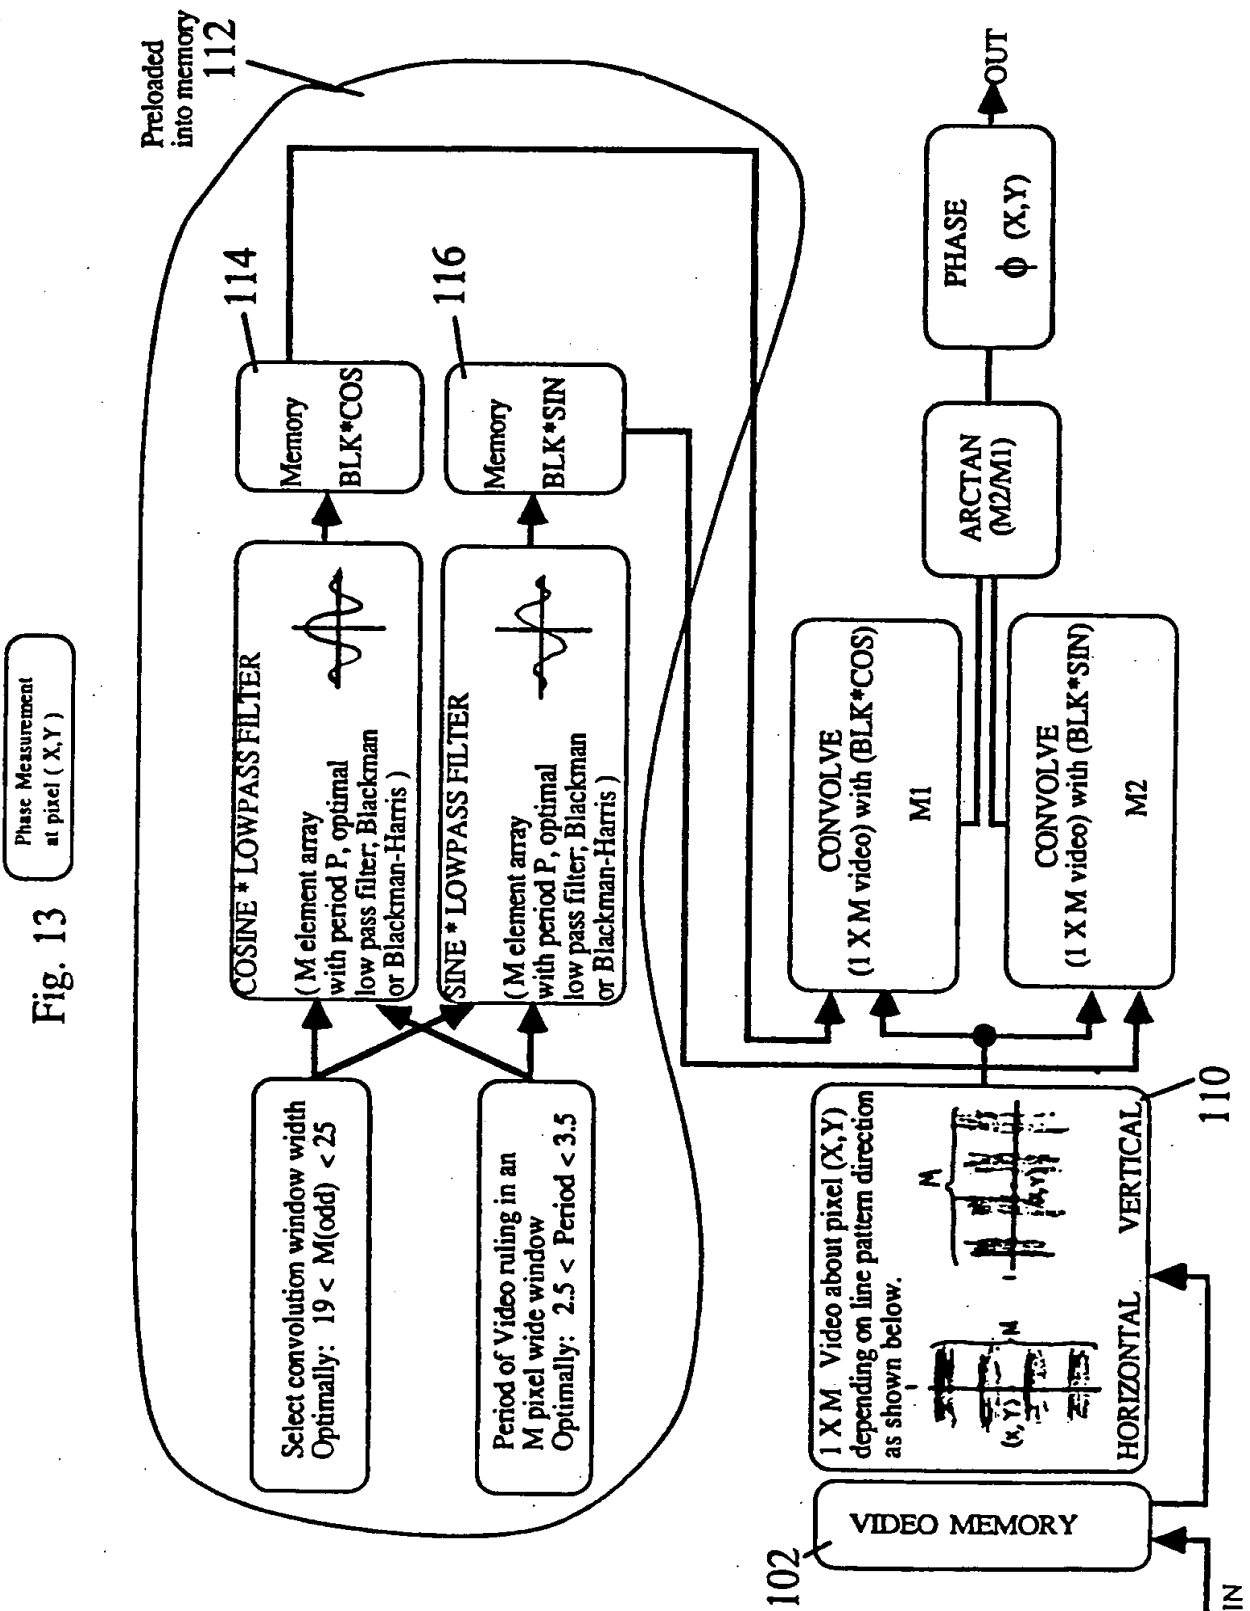 Fig. 13
Phase Measurement
at pixel ( X,Y )
Preloaded
into memory
112
Select convolution window width
Optimally: 19 < M(odd) < 25
Period of Video ruling in an
M pixel wide window
Optimally: 2.5 < Period < 3.5
COSINE * LOWPASS FILTER
( M element array
with period P, optimal
low pass filter; Blackman
or Blackman-Harris )
SINE * LOWPASS FILTER
( M element array
with period P, optimal
low pass filter; Blackman
or Blackman-Harris )
Memory
BLK*COS
114
Memory
BLK*SIN
116
IN
VIDEO MEMORY
102
1 X M Video about pixel (X,Y)
depending on line pattern direction
as shown below.
1
M
(x,Y)
1
M
(x,Y)
HORIZONTAL
VERTICAL
110
CONVOLVE
(1 X M video) with (BLK*COS)
M1
CONVOLVE
(1 X M video) with (BLK*SIN)
M2
ARCTAN
(M2/M1)
PHASE
ϕ (X,Y)
OUT